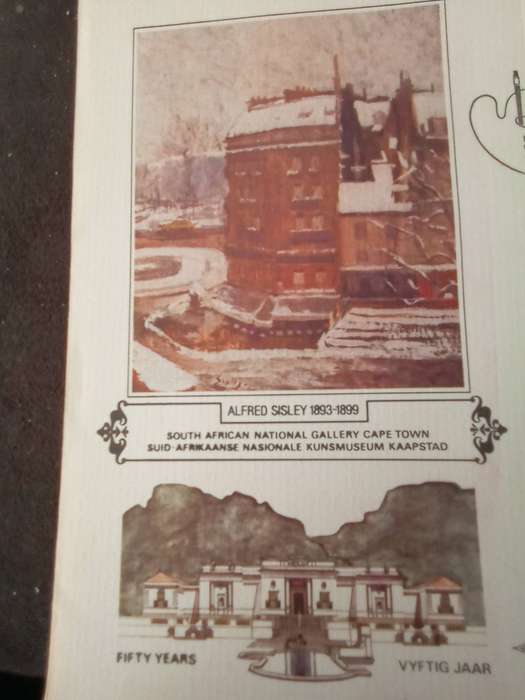 ALFRED SISLEY 1893-1899
SOUTH AFRICAN NATIONAL GALLERY CAPE TOWN
SUID-AFRIKAANSE NASIONALE KUNSMUSEUM KAAPSTAD
FIFTY YEARS
VYFTIG JAAR